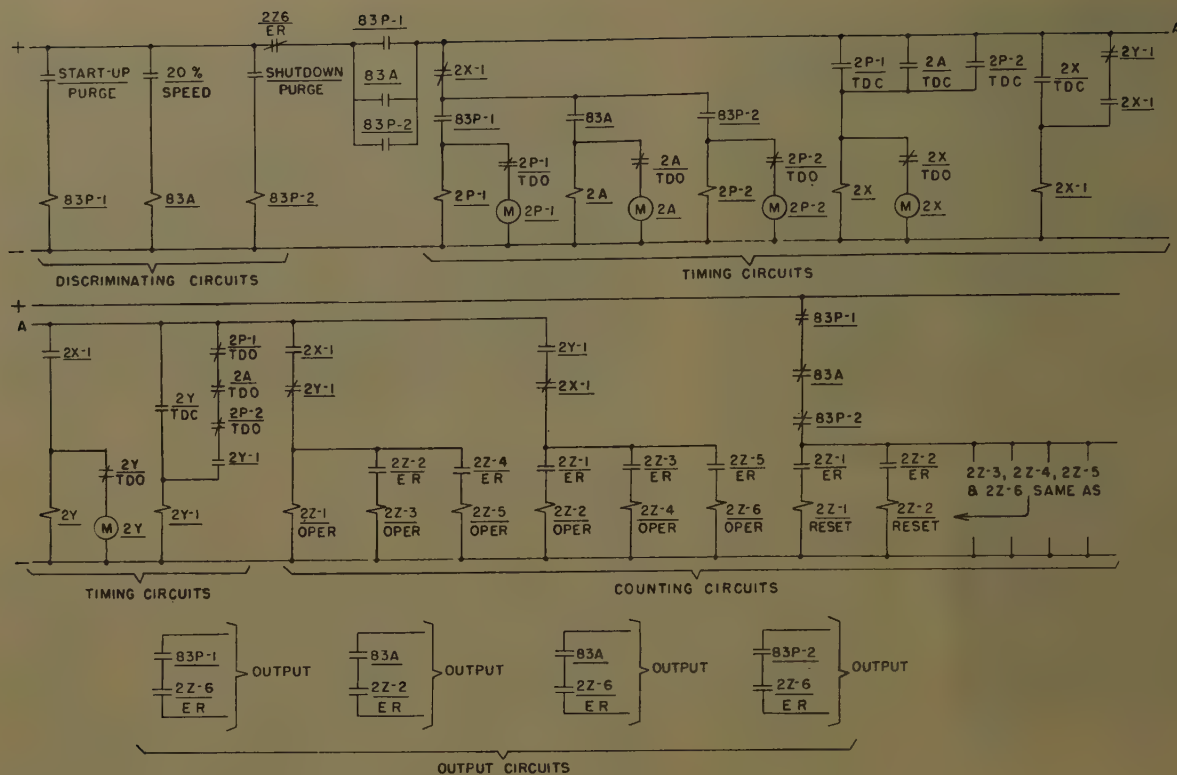 2Z6
ER
83P-1
83A
83P-2
+
START-UP
PURGE
20 %
SPEED
SHUTDOWN
PURGE
83P-1
83A
83P-2
2X-1
83P-1
83A
83P-2
2P-1
TDO
2A
TDO
2P-2
TDO
2P-1
M
2P-1
2A
M
2A
2P-2
M
2P-2
2P-1
TDC
2A
TDC
2P-2
TDC
2X
TDO
2X
M
2X
2X
TDC
2Y-1
2X-1
2X-1
A
−
DISCRIMINATING CIRCUITS
TIMING CIRCUITS
+
A
2X-1
2Y
TDO
2Y
M
2Y
2Y
TDC
2P-1
TDO
2A
TDO
2P-2
TDO
2Y-1
2Y-1
2X-1
2Y-1
2Z-2
ER
2Z-4
ER
2Z-1
OPER
2Z-3
OPER
2Z-5
OPER
2Y-1
2X-1
2Z-1
ER
2Z-3
ER
2Z-5
ER
2Z-2
OPER
2Z-4
OPER
2Z-6
OPER
83P-1
83A
83P-2
2Z-1
ER
2Z-2
ER
2Z-1
RESET
2Z-2
RESET
2Z-3, 2Z-4, 2Z-5
& 2Z-6 SAME AS
−
TIMING CIRCUITS
COUNTING CIRCUITS
83P-1
2Z-6
ER
OUTPUT
83A
2Z-2
ER
OUTPUT
83A
2Z-6
ER
OUTPUT
83P-2
2Z-6
ER
OUTPUT
OUTPUT CIRCUITS